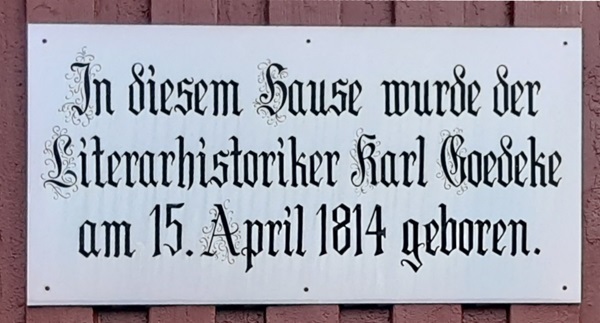 In diesem Hause wurde der
Literarhistoriker Karl Goedeke
am 15. April 1814 geboren.